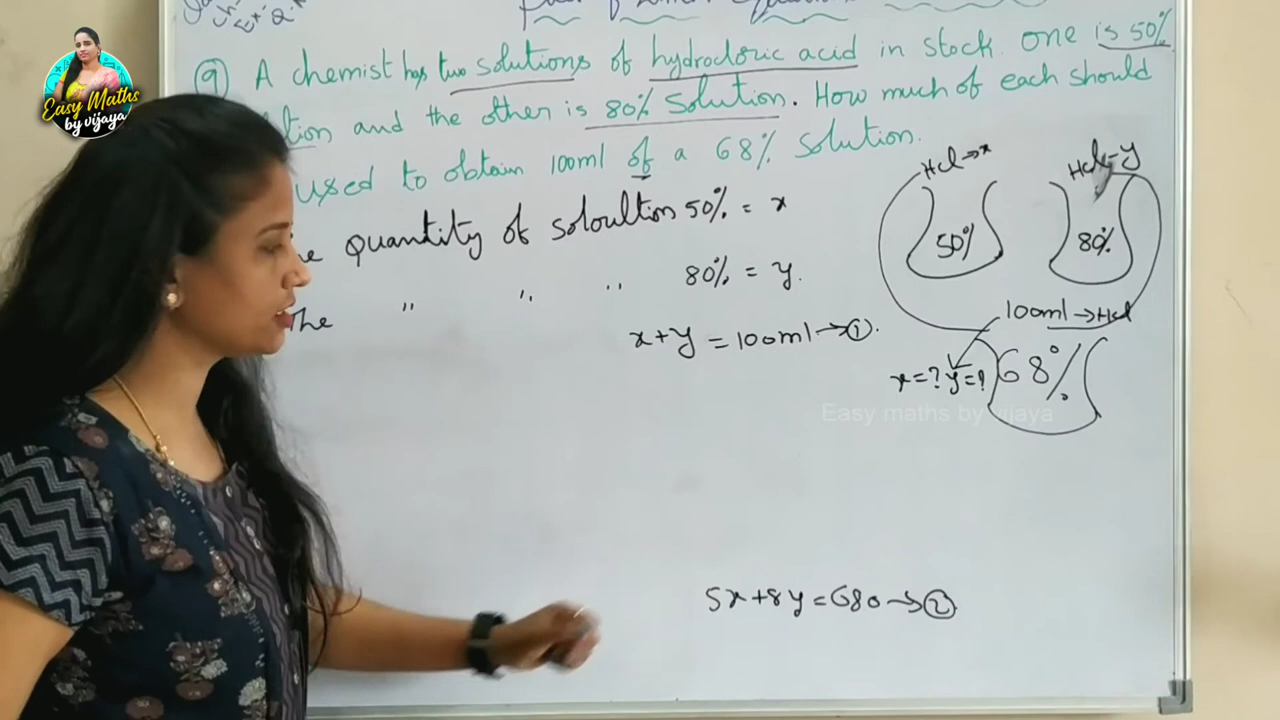 Easy Maths
by vijaya
9) A chemist has two solutions of hydrocloric acid in stock. one is 50%
and the other is 80% Solution. How much of each should
used to obtain 100ml of a 68% solution.
quantity of soloultion 50% = x
The " " " 80% = y.
x+y = 100ml → ①.
Hcl → x
Hcl - y
50%
80%
100ml → Hcl
x=? y=?
68%
Easy maths by vijaya
5x+8y=680 → ②